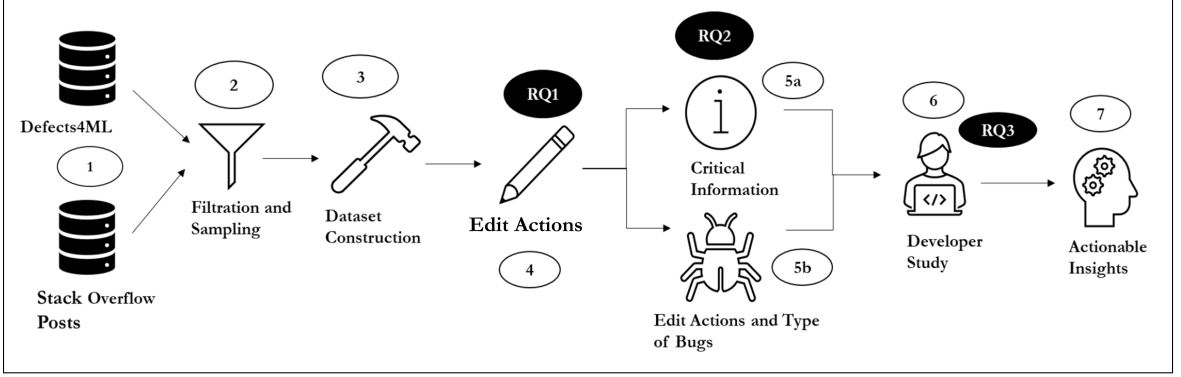 Defects4ML
1
Stack Overflow
Posts
2
Filtration and
Sampling
3
Dataset
Construction
RQ1
Edit Actions
4
RQ2
5a
Critical
Information
5b
Edit Actions and Type
of Bugs
6
RQ3
</>
Developer
Study
7
Actionable
Insights